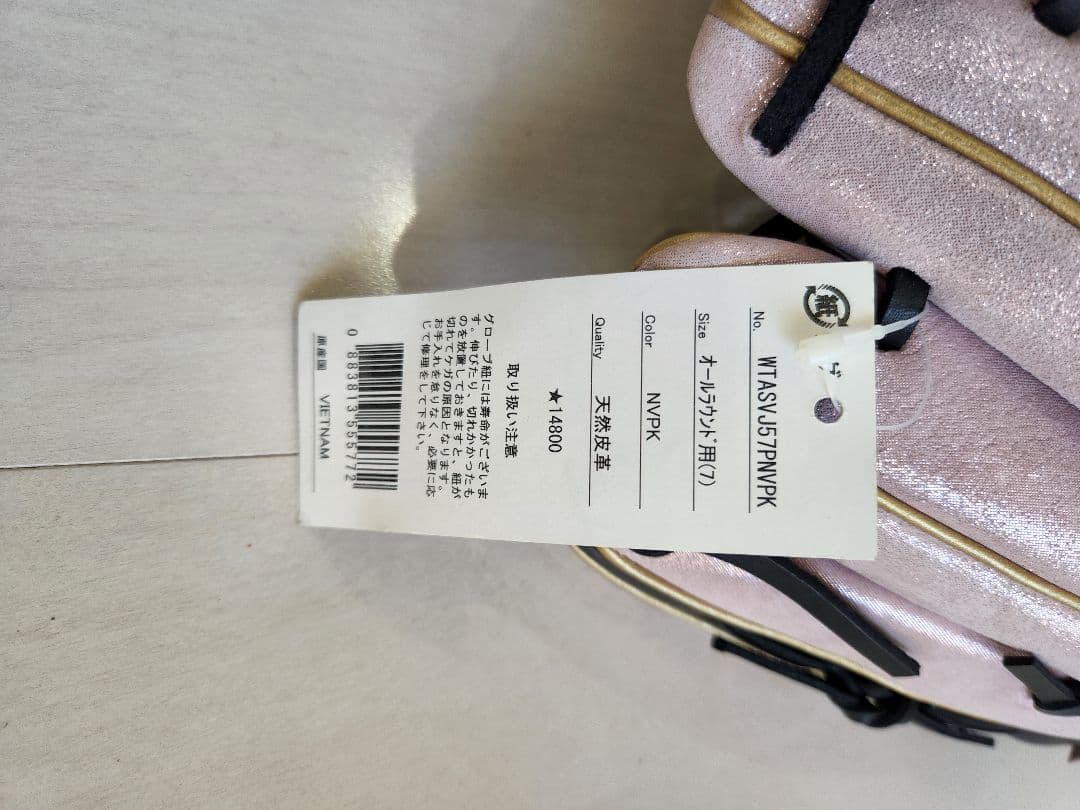 紙
No. WTASVJ57PNVPK
Size オールラウンド用(7)
Color NVPK
Quality 天然皮革
★14800
取り扱い注意
グローブ紐には寿命がございま
す。伸びたり、切れかかったも
のを放置しておきますと、紐が
切れてケガの原因となります。
お手入れを怠りなく、必要に応
じて修理をして下さい。
0 883813 555772
原産国 VIETNAM